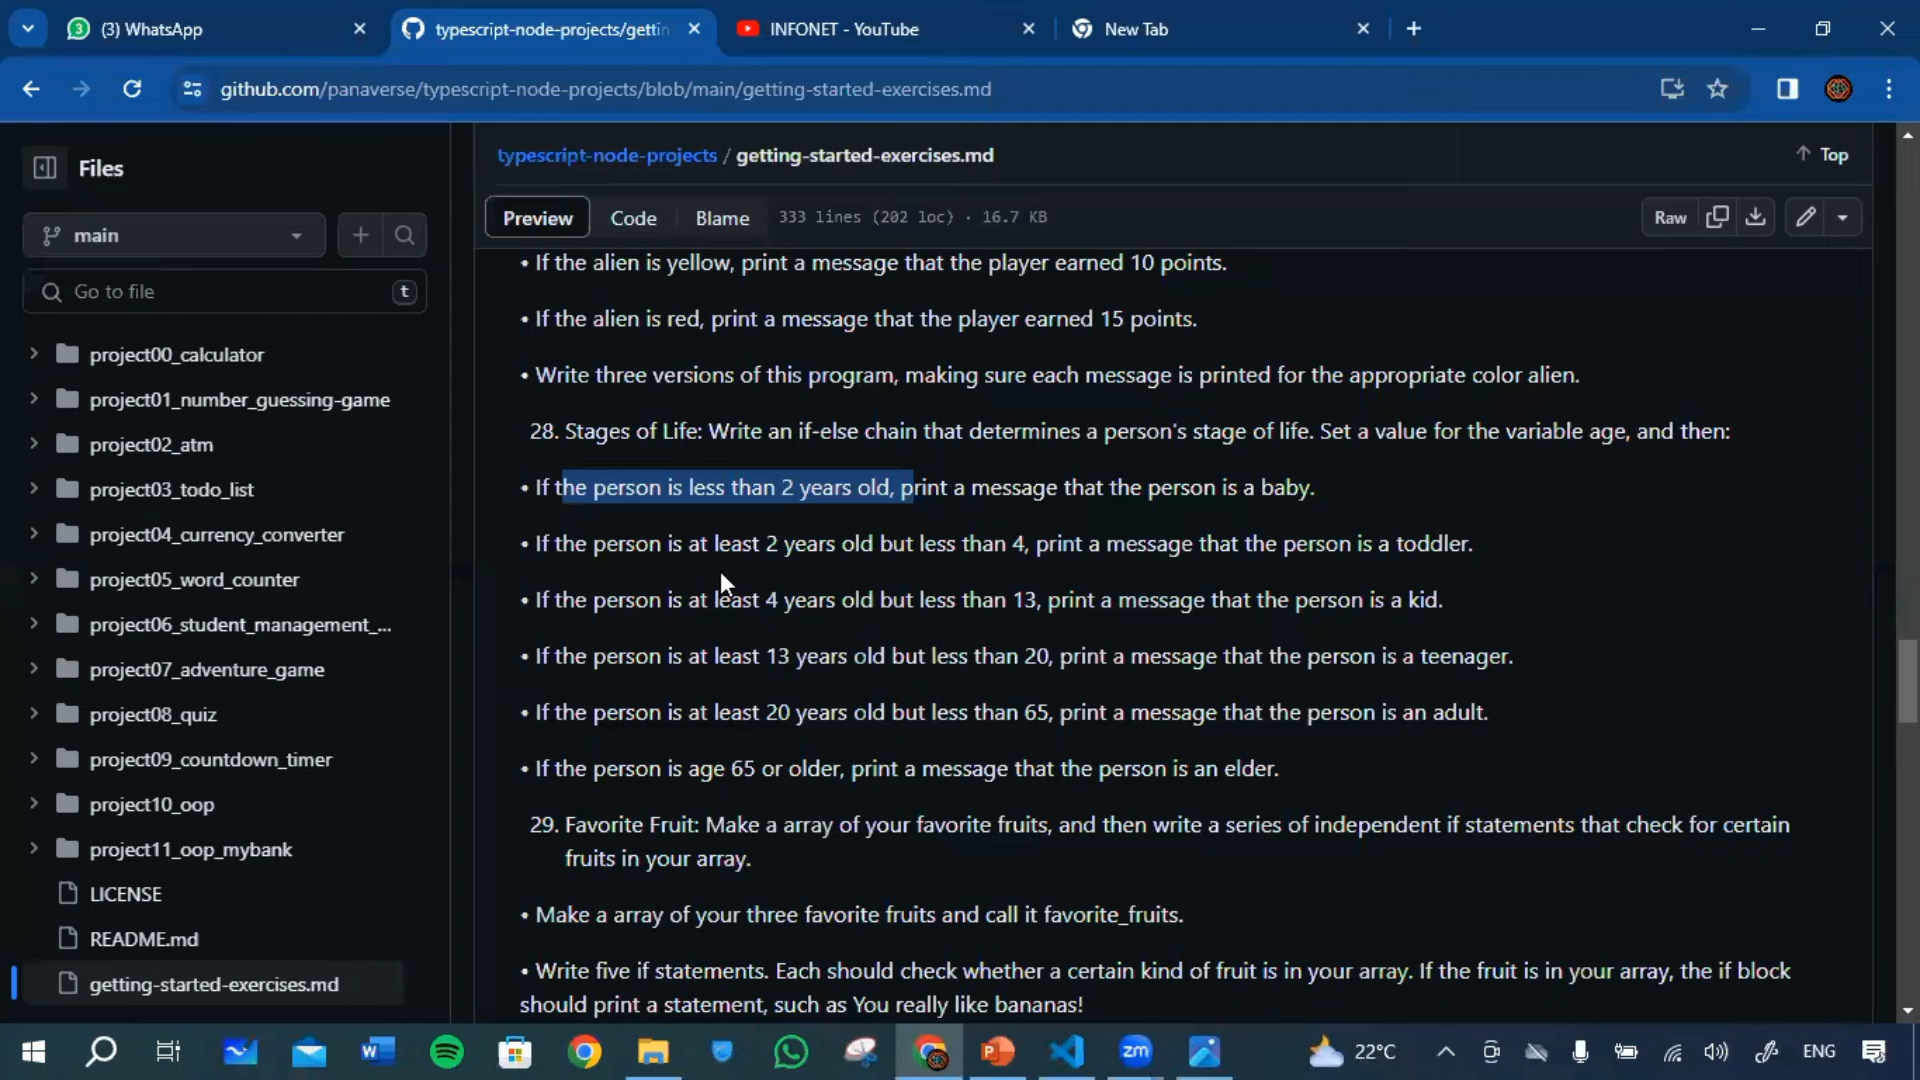 (3) WhatsApp
typescript-node-projects/gettin
INFONET - YouTube
New Tab
github.com/panaverse/typescript-node-projects/blob/main/getting-started-exercises.md
Files
typescript-node-projects / getting-started-exercises.md
Top
main
Preview
Code
Blame
333 lines (202 loc) · 16.7 KB
Raw
Go to file
t
project00_calculator
project01_number_guessing-game
project02_atm
project03_todo_list
project04_currency_converter
project05_word_counter
project06_student_management_...
project07_adventure_game
project08_quiz
project09_countdown_timer
project10_oop
project11_oop_mybank
LICENSE
README.md
getting-started-exercises.md
• If the alien is yellow, print a message that the player earned 10 points.
• If the alien is red, print a message that the player earned 15 points.
• Write three versions of this program, making sure each message is printed for the appropriate color alien.
28. Stages of Life: Write an if-else chain that determines a person's stage of life. Set a value for the variable age, and then:
• If the person is less than 2 years old, print a message that the person is a baby.
• If the person is at least 2 years old but less than 4, print a message that the person is a toddler.
• If the person is at least 4 years old but less than 13, print a message that the person is a kid.
• If the person is at least 13 years old but less than 20, print a message that the person is a teenager.
• If the person is at least 20 years old but less than 65, print a message that the person is an adult.
• If the person is age 65 or older, print a message that the person is an elder.
29. Favorite Fruit: Make a array of your favorite fruits, and then write a series of independent if statements that check for certain
fruits in your array.
• Make a array of your three favorite fruits and call it favorite_fruits.
• Write five if statements. Each should check whether a certain kind of fruit is in your array. If the fruit is in your array, the if block
should print a statement, such as You really like bananas!
zm
22°C
ENG